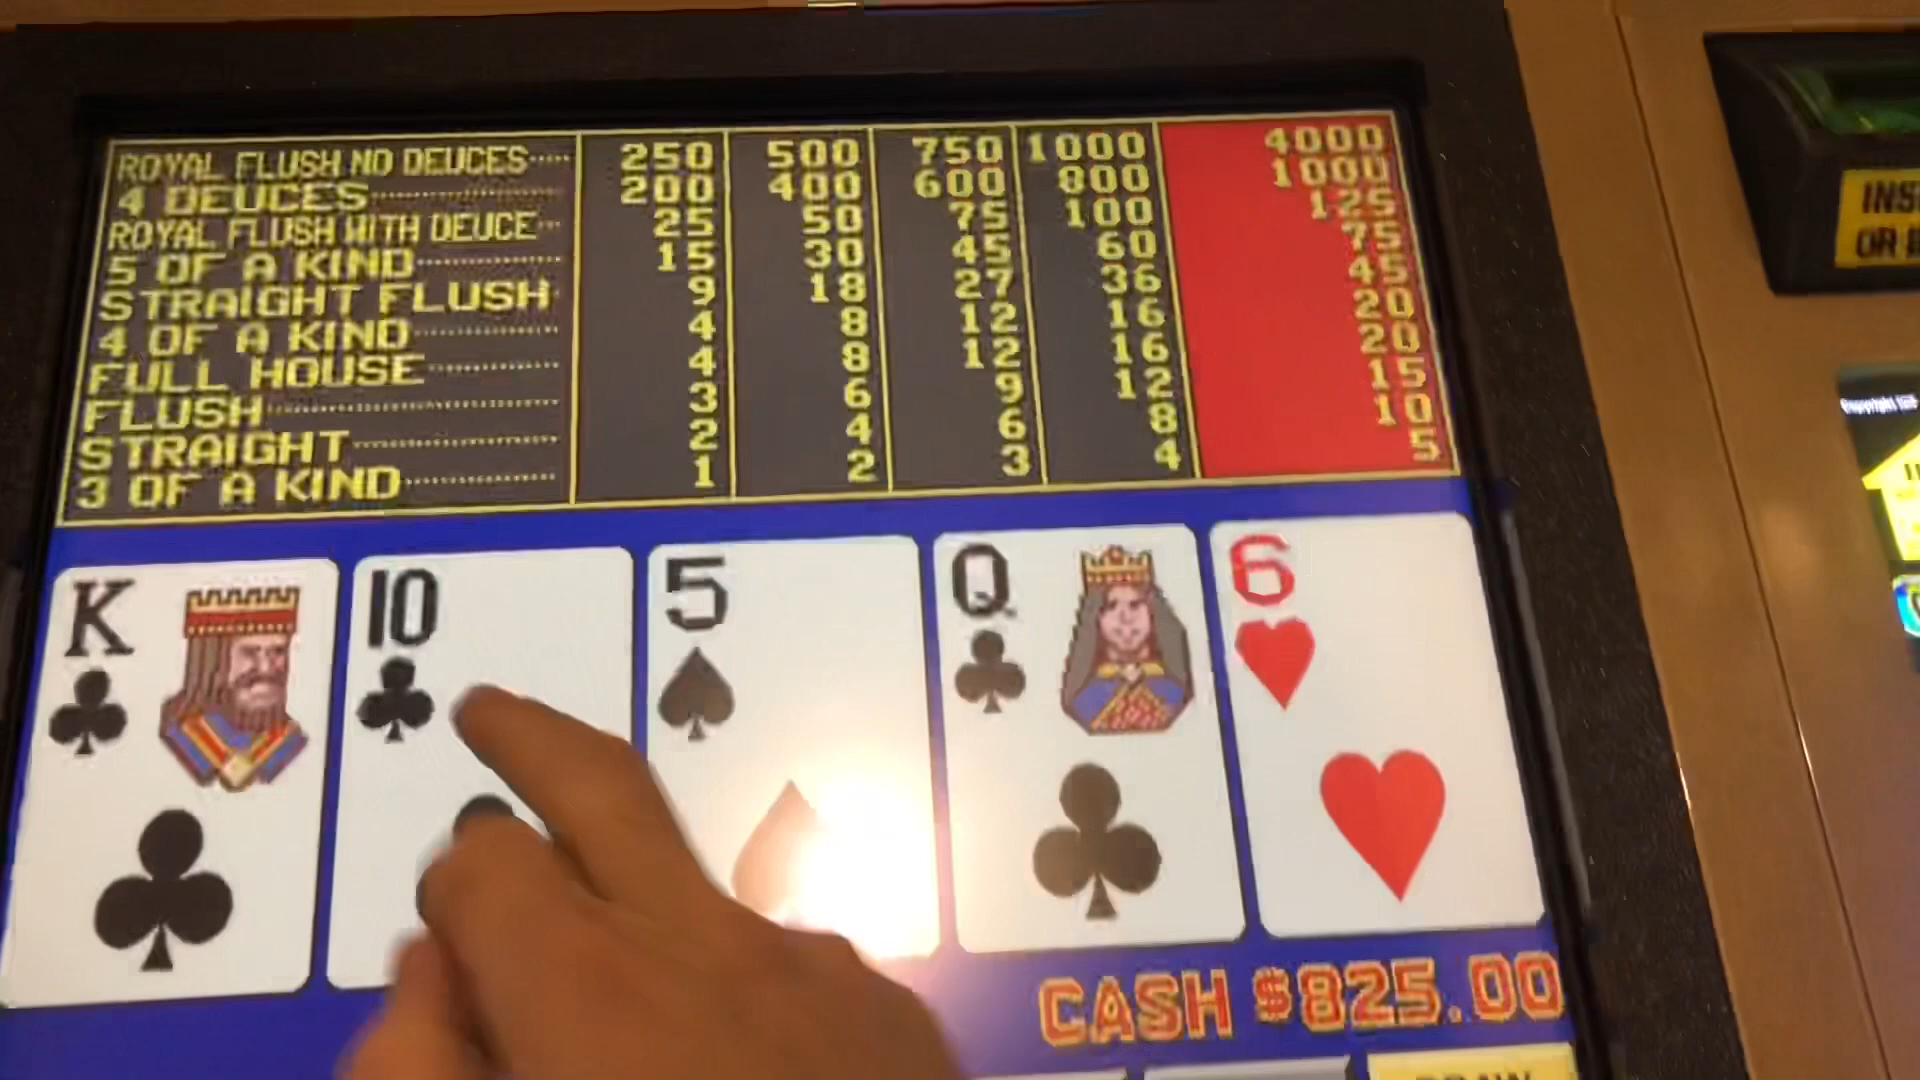 ROYAL FLUSH NO DEUCES 250 500 750 1000 4000
4 DEUCES 200 400 600 800 1000
ROYAL FLUSH WITH DEUCE 25 50 75 100 125
5 OF A KIND 15 30 45 60 75
STRAIGHT FLUSH 9 18 27 36 45
4 OF A KIND 4 8 12 16 20
FULL HOUSE 4 8 12 16 20
FLUSH 3 6 9 12 15
STRAIGHT 2 4 6 8 10
3 OF A KIND 1 2 3 4 5
K 10 5 Q 6
CASH $825.00
DRAW
INS
OR